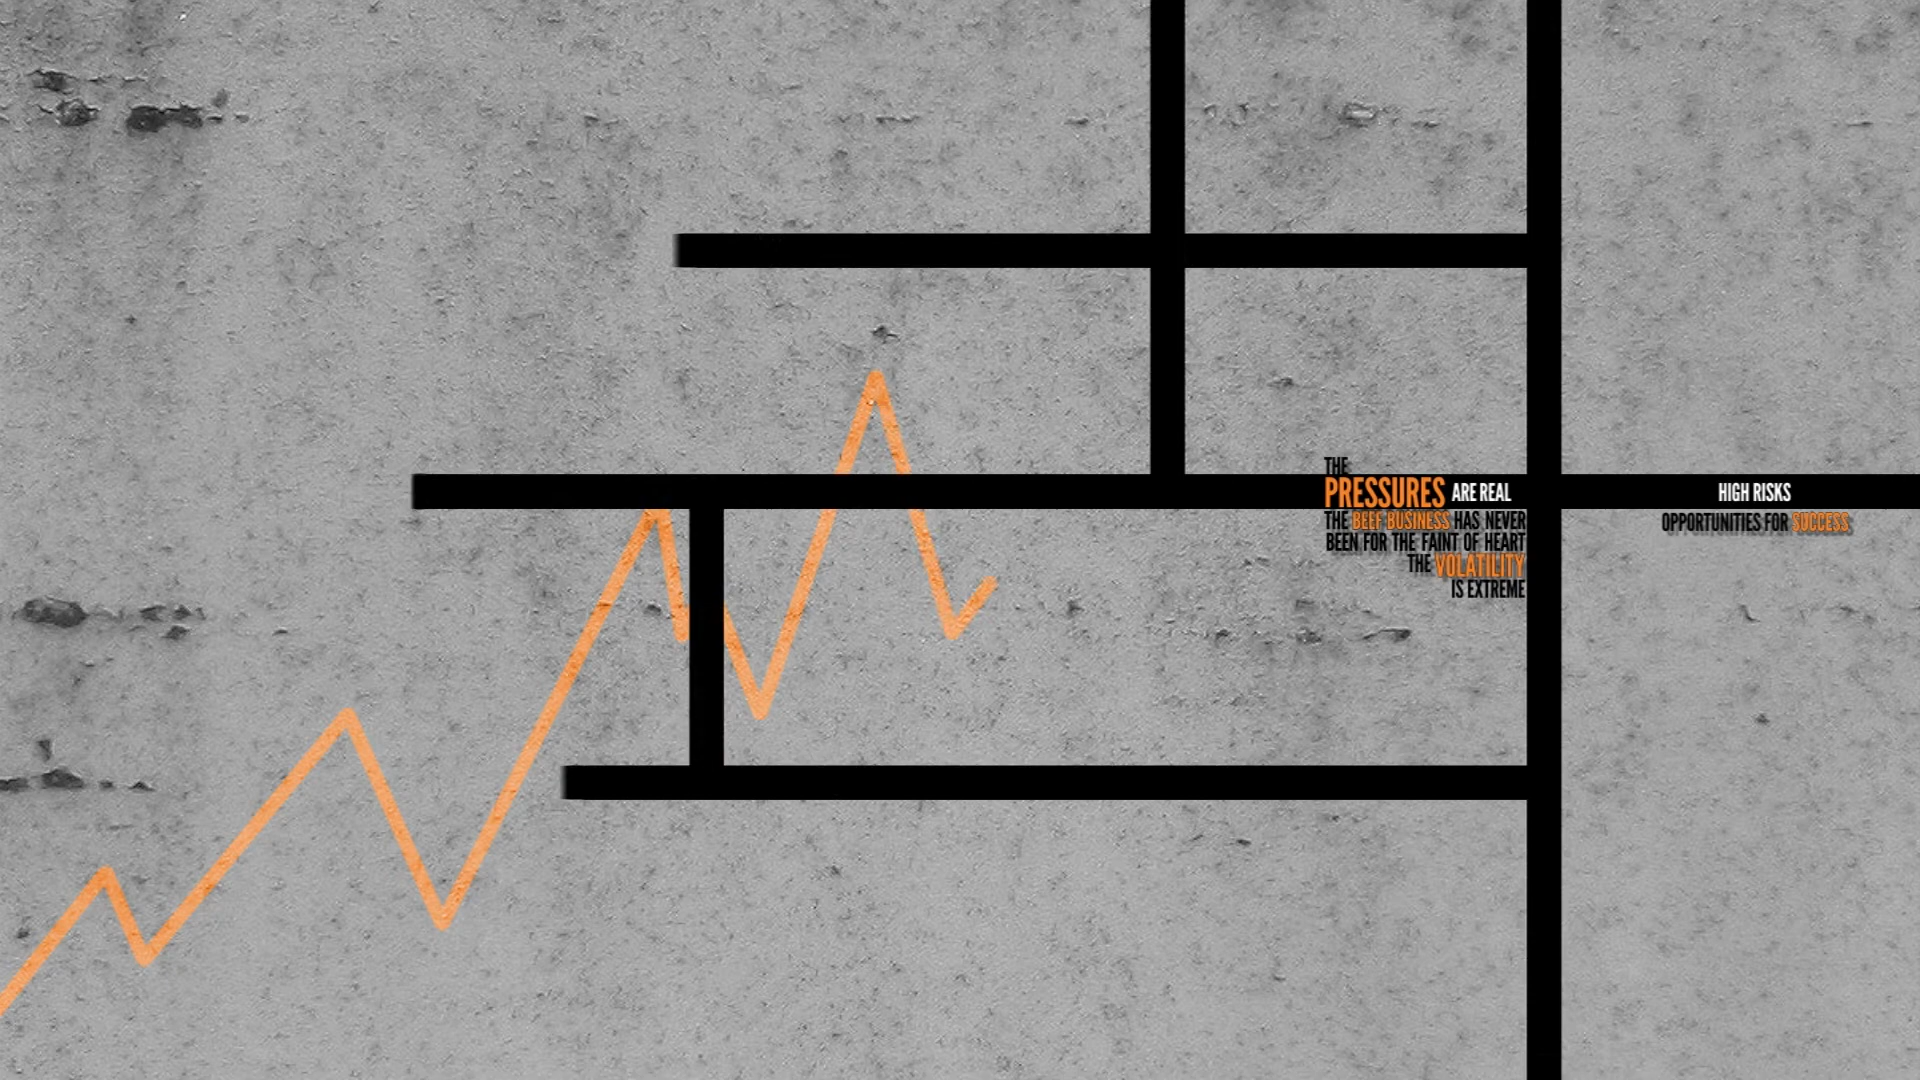 THE
PRESSURES ARE REAL
THE BEEF BUSINESS HAS NEVER
BEEN FOR THE FAINT OF HEART
THE VOLATILITY
IS EXTREME
HIGH RISKS
OPPORTUNITIES FOR SUCCESS